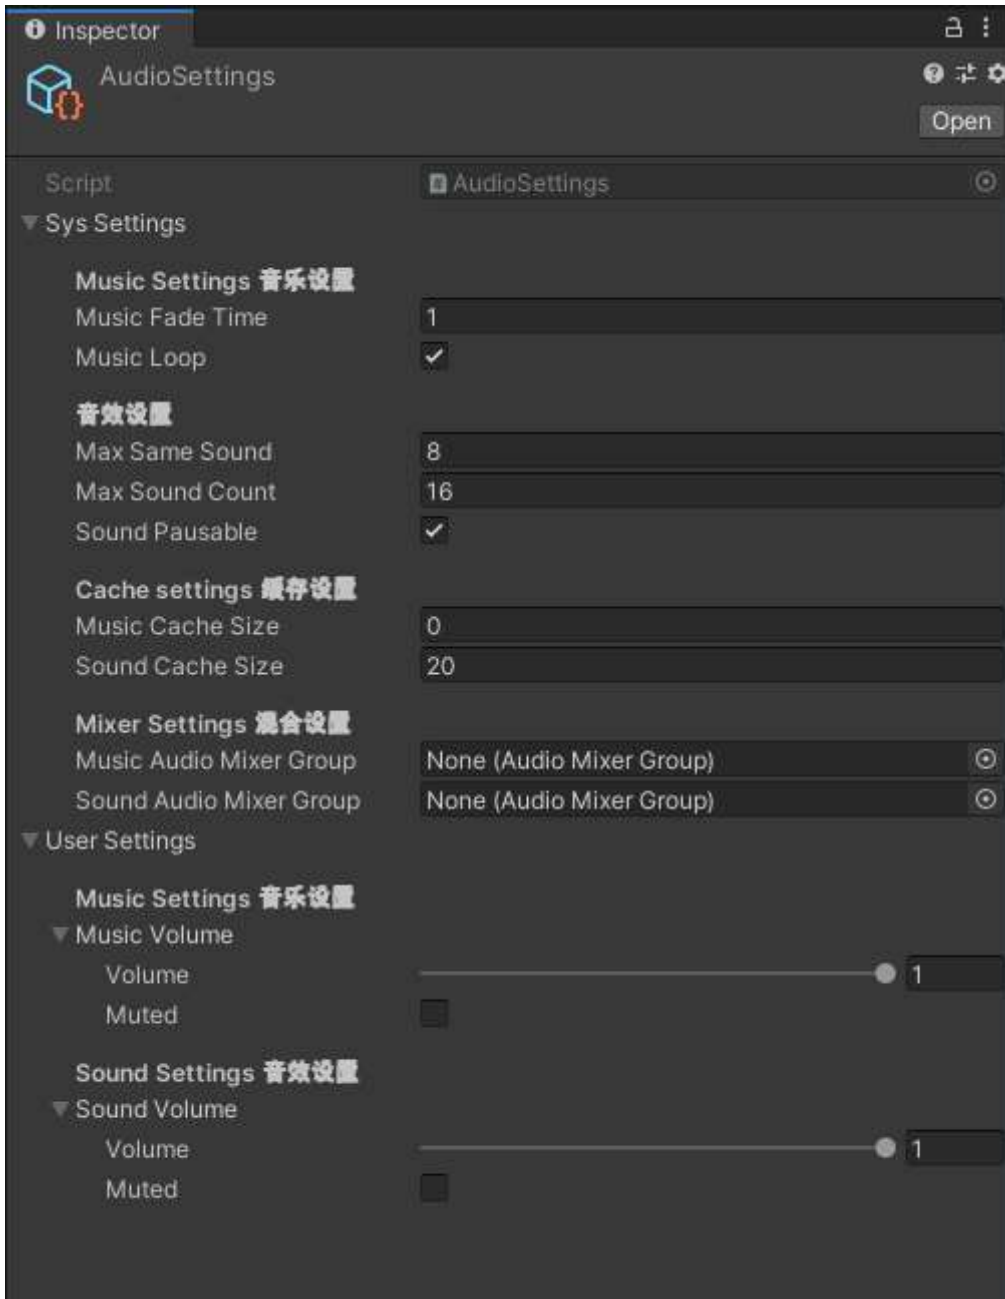 Inspector
AudioSettings
Open
Script AudioSettings
Sys Settings
Music Settings 音乐设置
Music Fade Time 1
Music Loop
音效设置
Max Same Sound 8
Max Sound Count 16
Sound Pausable
Cache settings 缓存设置
Music Cache Size 0
Sound Cache Size 20
Mixer Settings 混合设置
Music Audio Mixer Group None (Audio Mixer Group)
Sound Audio Mixer Group None (Audio Mixer Group)
User Settings
Music Settings 音乐设置
Music Volume
Volume 1
Muted
Sound Settings 音效设置
Sound Volume
Volume 1
Muted